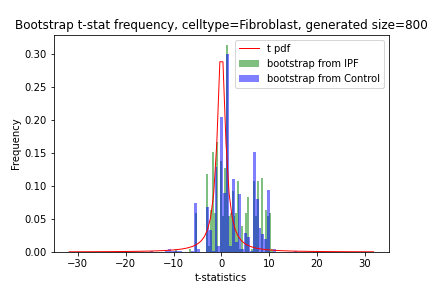 Bootstrap t-stat frequency, celltype=Fibroblast, generated size=800
t pdf
bootstrap from IPF
bootstrap from Control
Frequency
0.30
0.25
0.20
0.15
0.10
0.05
0.00
−30 −20 −10 0 10 20 30
t-statistics